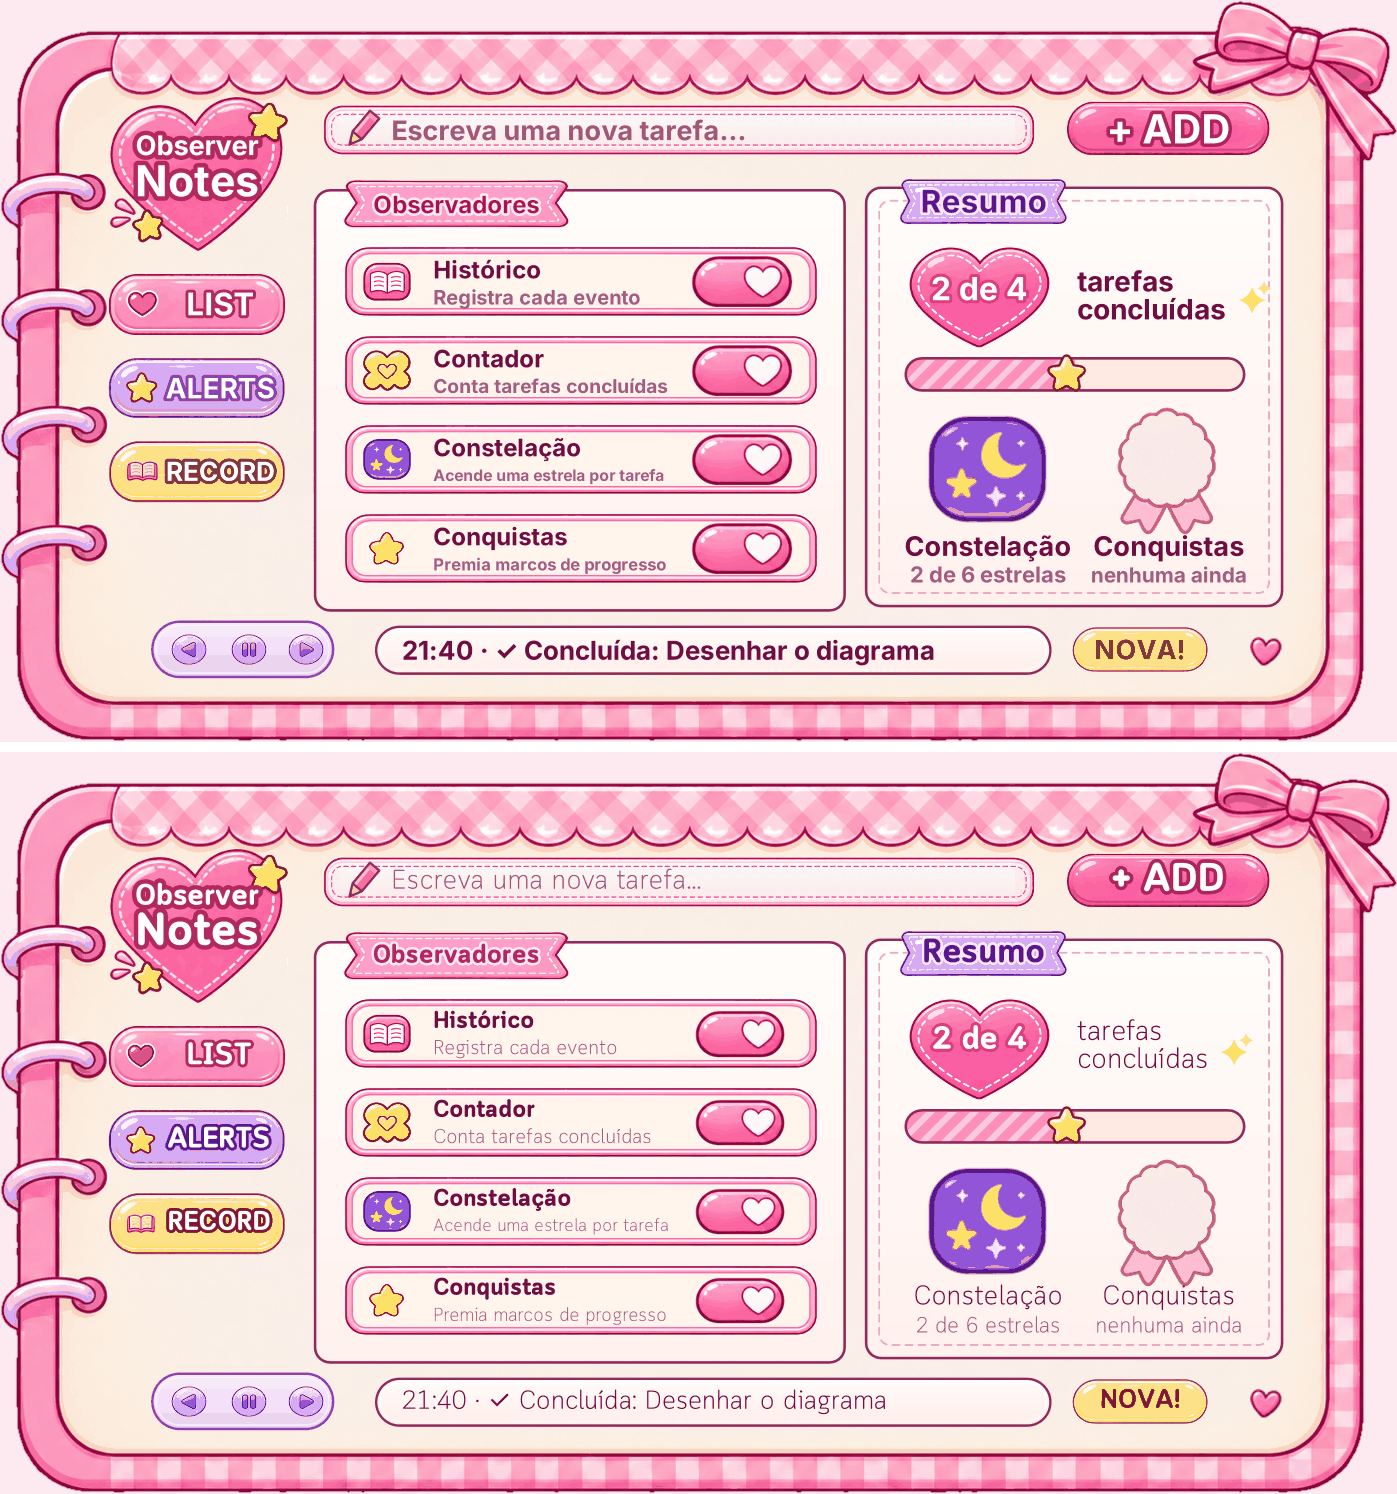 Observer
Notes
Escreva uma nova tarefa...
+ ADD
Observadores
Resumo
LIST
ALERTS
RECORD
Histórico
Registra cada evento
Contador
Conta tarefas concluídas
Constelação
Acende uma estrela por tarefa
Conquistas
Premia marcos de progresso
2 de 4
tarefas
concluídas
Constelação
2 de 6 estrelas
Conquistas
nenhuma ainda
21:40 · ✓ Concluída: Desenhar o diagrama
NOVA!
Observer
Notes
Escreva uma nova tarefa...
+ ADD
Observadores
Resumo
LIST
ALERTS
RECORD
Histórico
Registra cada evento
Contador
Conta tarefas concluídas
Constelação
Acende uma estrela por tarefa
Conquistas
Premia marcos de progresso
2 de 4
tarefas
concluídas
Constelação
2 de 6 estrelas
Conquistas
nenhuma ainda
21:40 · ✓ Concluída: Desenhar o diagrama
NOVA!